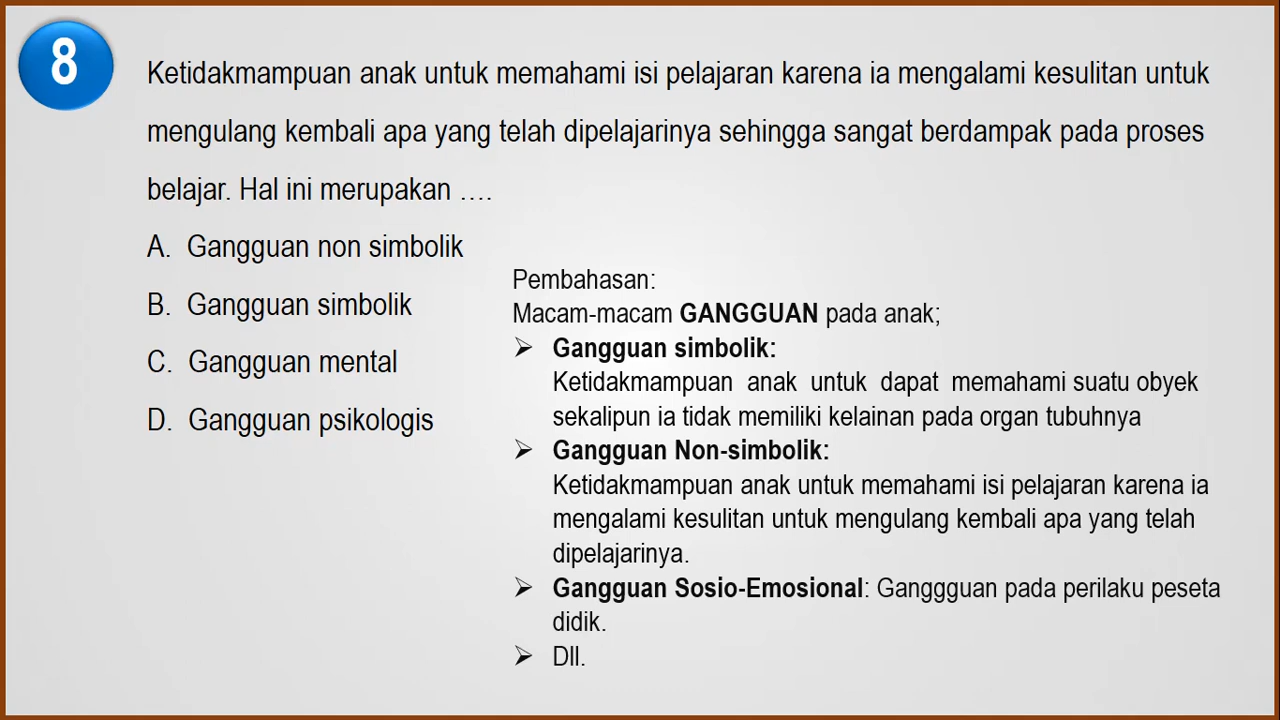 8
Ketidakmampuan anak untuk memahami isi pelajaran karena ia mengalami kesulitan untuk
mengulang kembali apa yang telah dipelajarinya sehingga sangat berdampak pada proses
belajar. Hal ini merupakan ….
A. Gangguan non simbolik
B. Gangguan simbolik
C. Gangguan mental
D. Gangguan psikologis
Pembahasan:
Macam-macam GANGGUAN pada anak;
➢ Gangguan simbolik:
Ketidakmampuan anak untuk dapat memahami suatu obyek
sekalipun ia tidak memiliki kelainan pada organ tubuhnya
➢ Gangguan Non-simbolik:
Ketidakmampuan anak untuk memahami isi pelajaran karena ia
mengalami kesulitan untuk mengulang kembali apa yang telah
dipelajarinya.
➢ Gangguan Sosio-Emosional: Ganggguan pada perilaku peseta
didik.
➢ Dll.